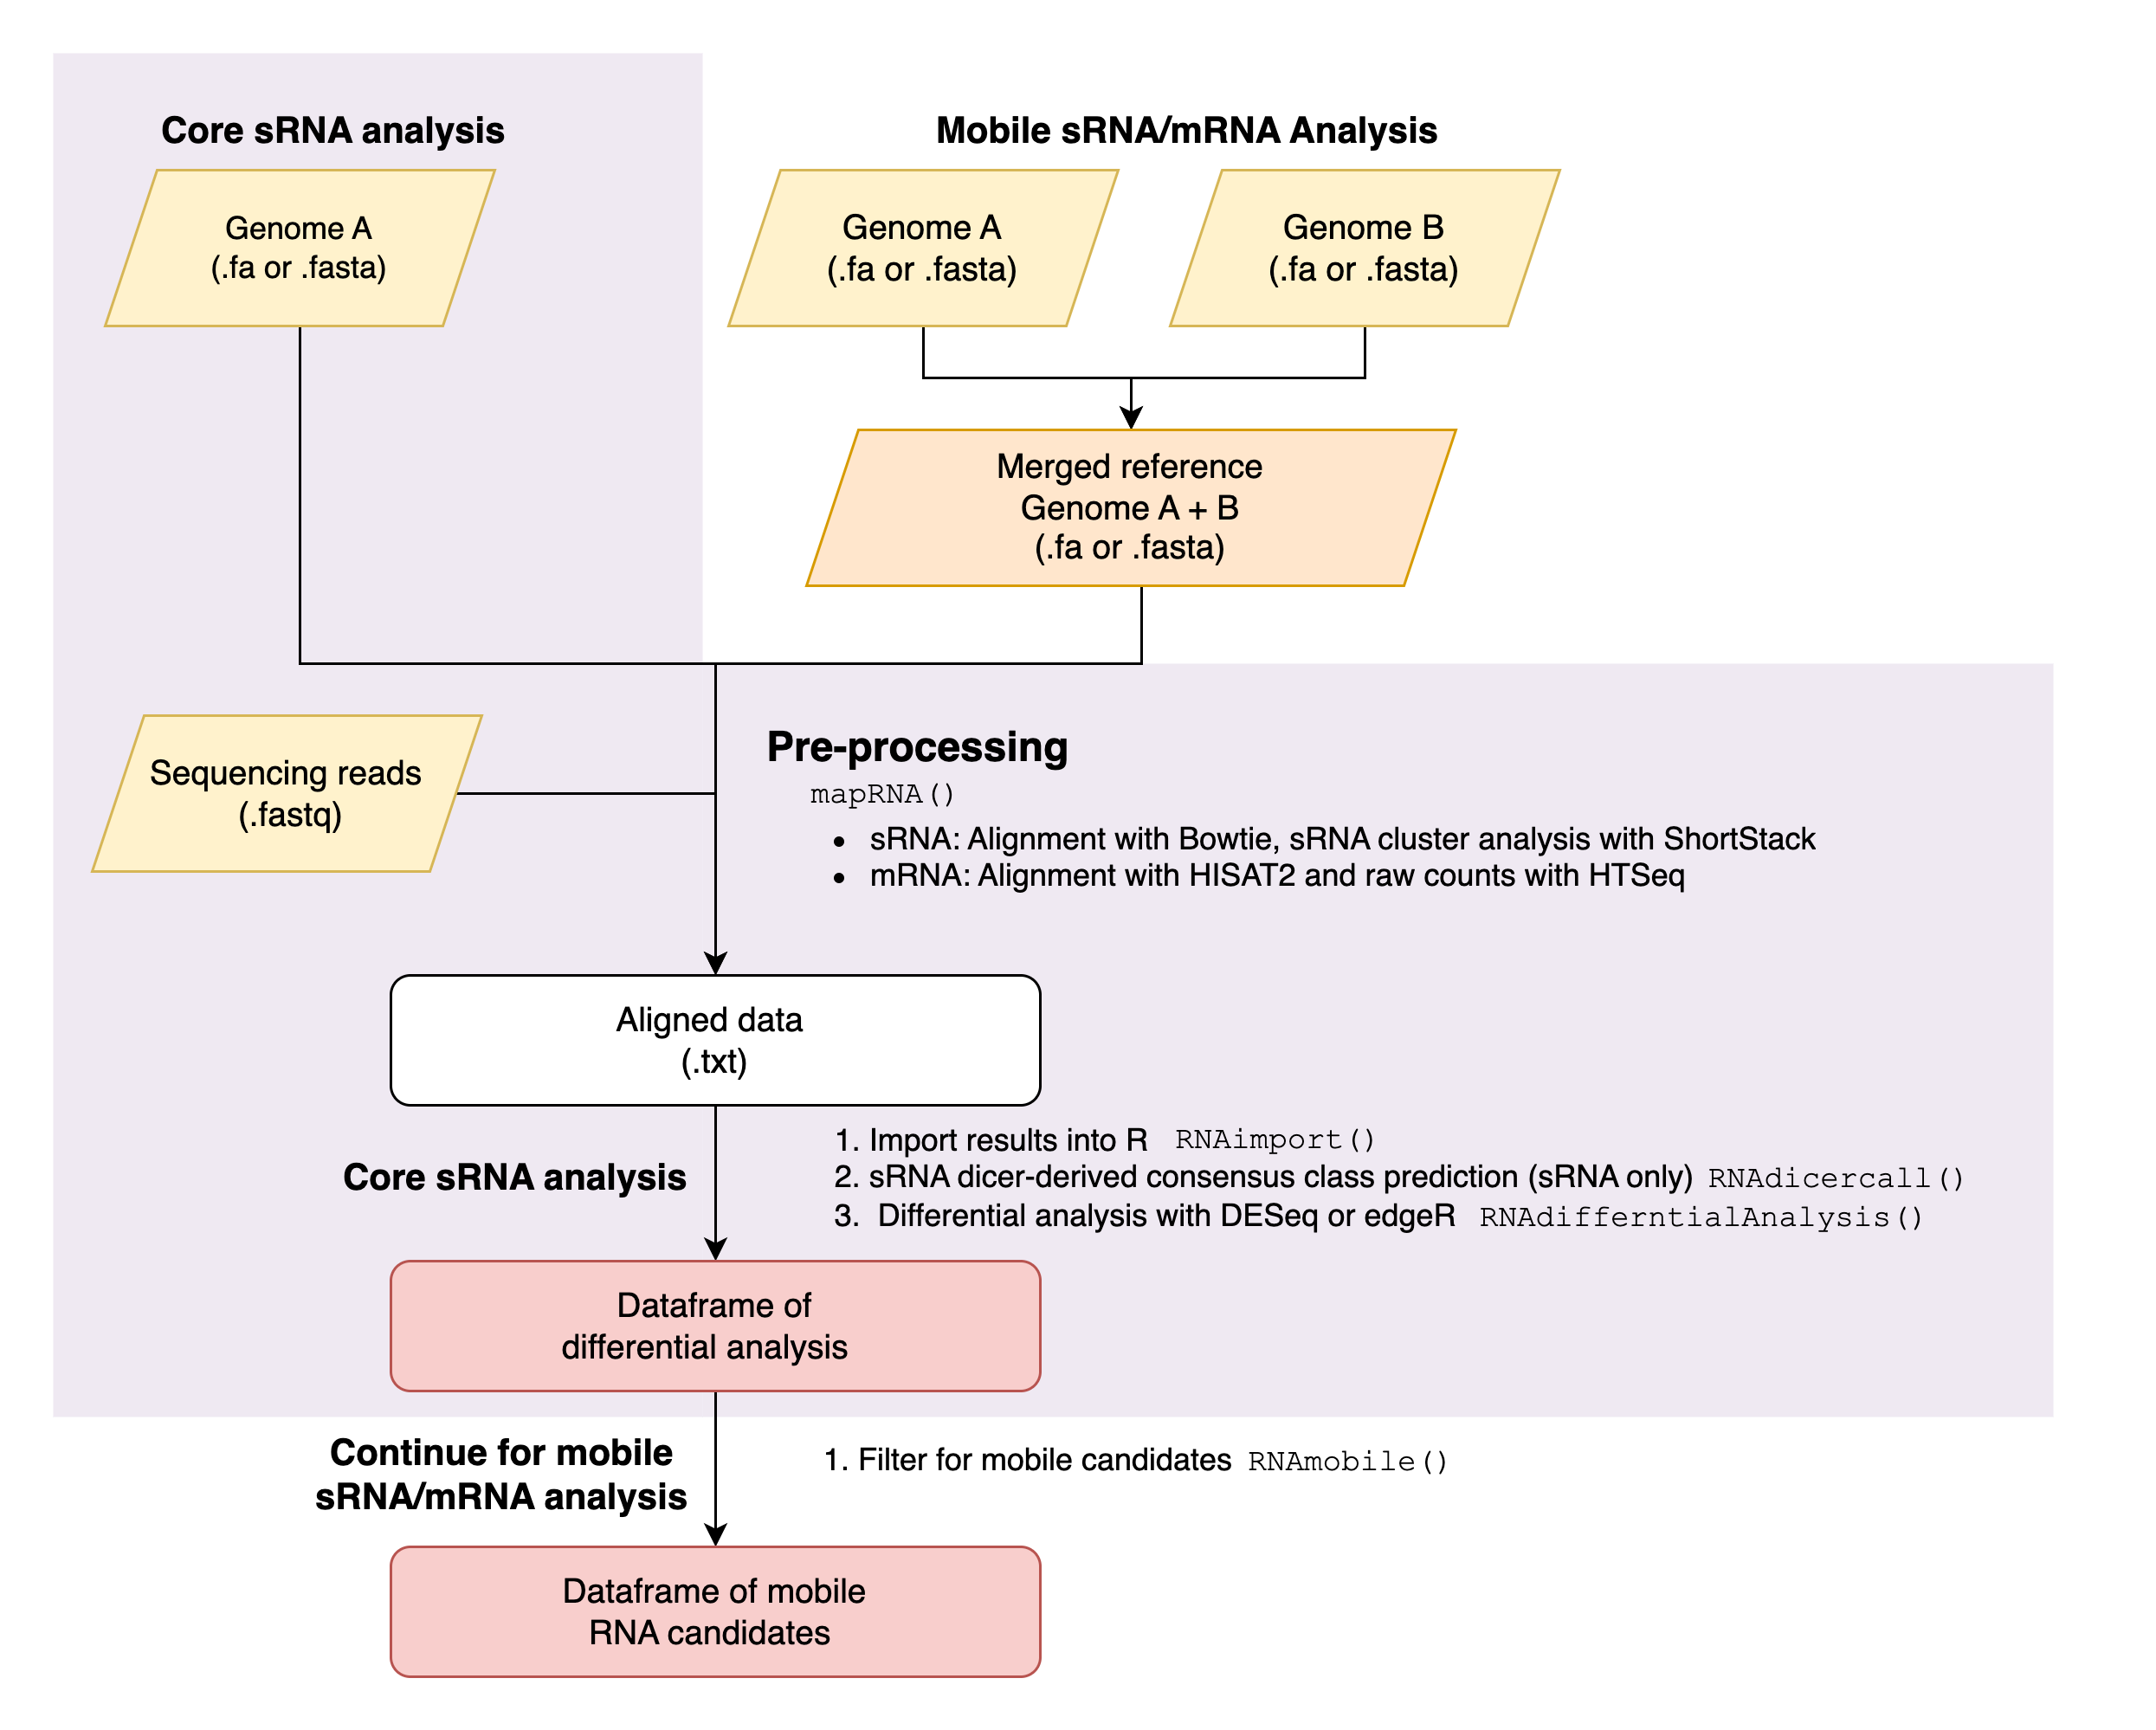 Core sRNA analysis
Mobile sRNA/mRNA Analysis
Genome A
(.fa or .fasta)
Genome A
(.fa or .fasta)
Genome B
(.fa or .fasta)
Merged reference
Genome A + B
(.fa or .fasta)
Sequencing reads
(.fastq)
Pre-processing
mapRNA()
• sRNA: Alignment with Bowtie, sRNA cluster analysis with ShortStack
• mRNA: Alignment with HISAT2 and raw counts with HTSeq
Aligned data
(.txt)
Core sRNA analysis
1. Import results into R RNAimport()
2. sRNA dicer-derived consensus class prediction (sRNA only) RNAdicercall()
3. Differential analysis with DESeq or edgeR RNAdifferntialAnalysis()
Dataframe of
differential analysis
Continue for mobile
sRNA/mRNA analysis
1. Filter for mobile candidates RNAmobile()
Dataframe of mobile
RNA candidates